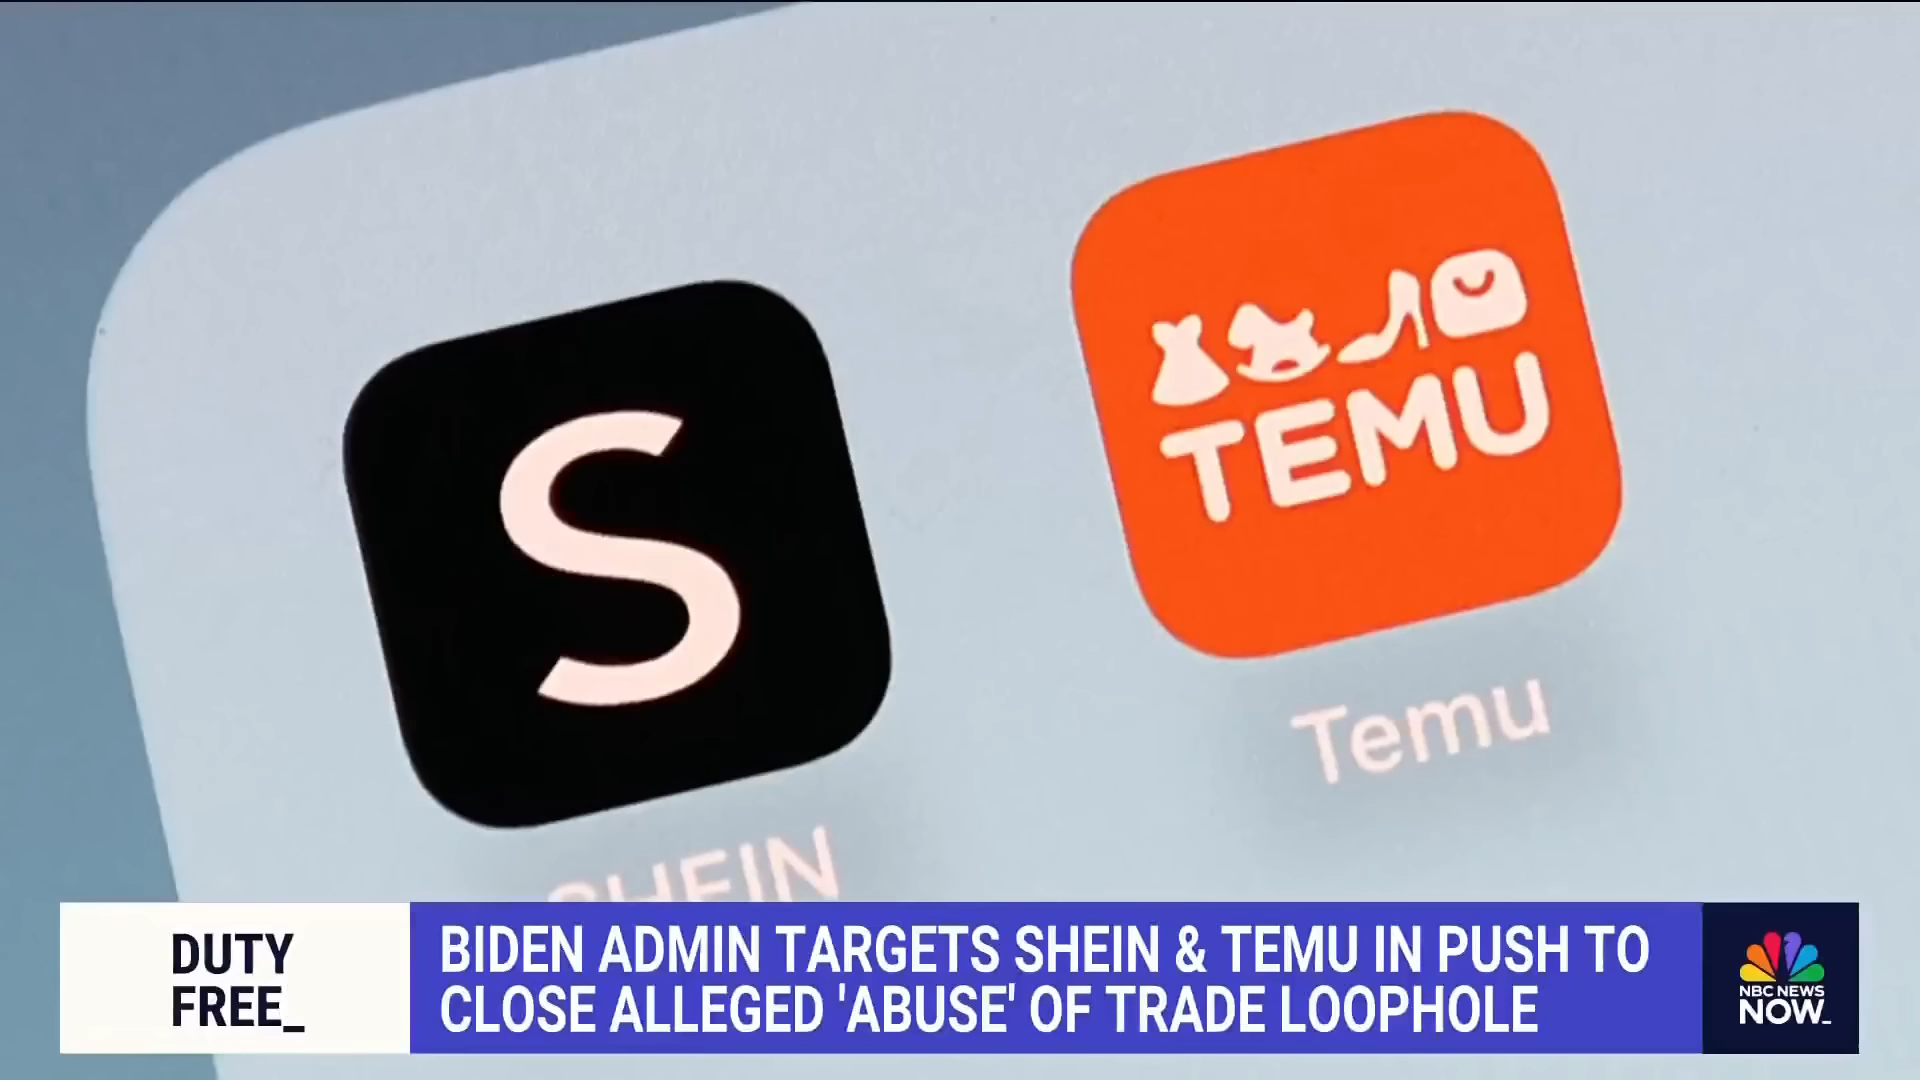 S
TEMU
Temu
SHEIN
DUTY
FREE_
BIDEN ADMIN TARGETS SHEIN & TEMU IN PUSH TO
CLOSE ALLEGED 'ABUSE' OF TRADE LOOPHOLE
NBC NEWS
NOW_